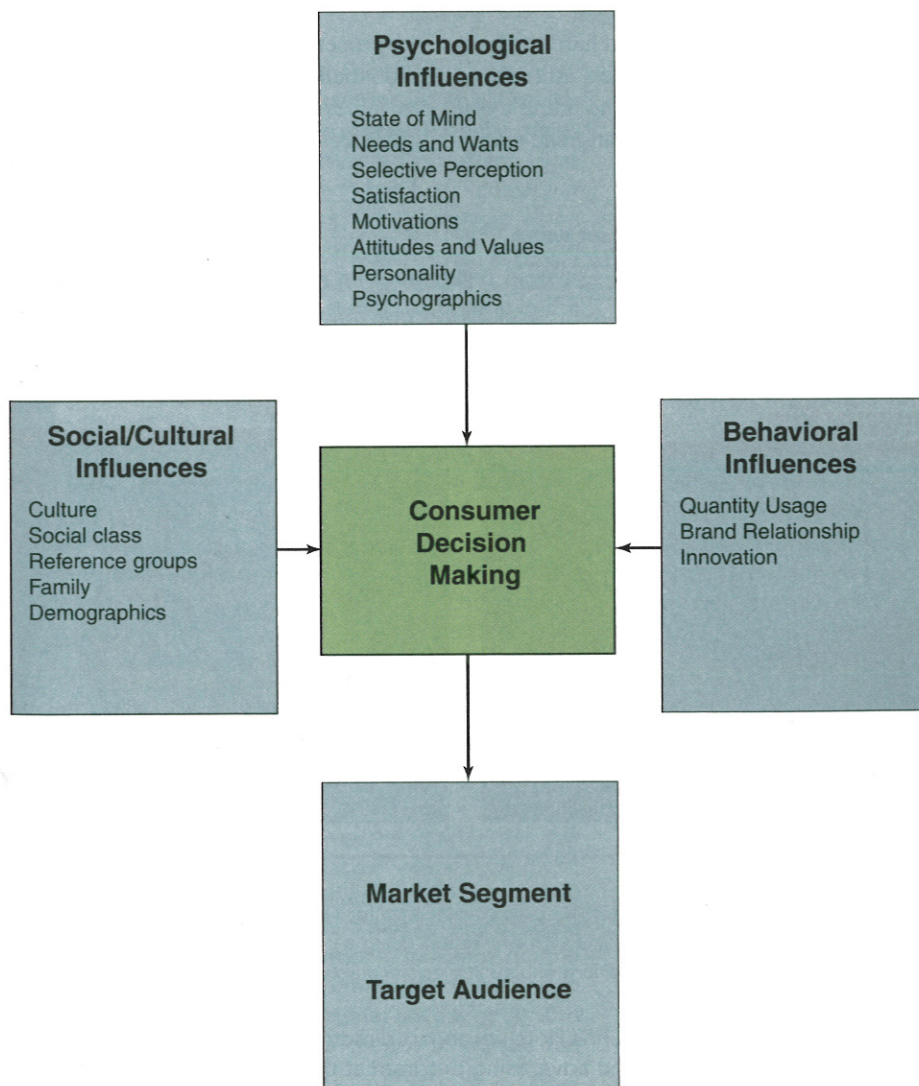 Psychological
Influences
State of Mind
Needs and Wants
Selective Perception
Satisfaction
Motivations
Attitudes and Values
Personality
Psychographics
Social/Cultural
Influences
Culture
Social class
Reference groups
Family
Demographics
Consumer
Decision
Making
Behavioral
Influences
Quantity Usage
Brand Relationship
Innovation
Market Segment
Target Audience